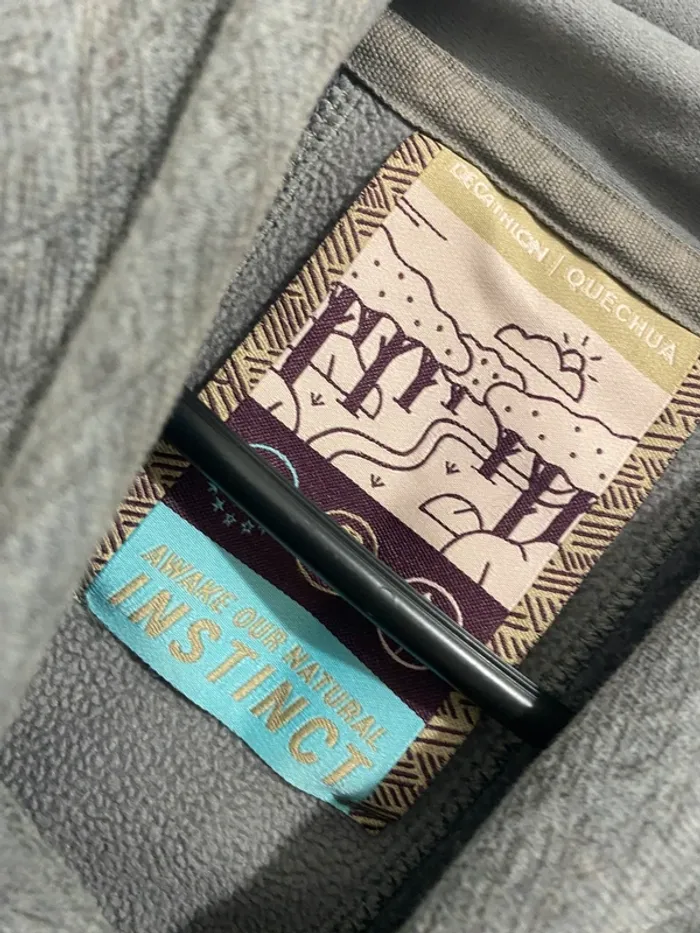 DECATHLON | QUECHUA
AWAKE OUR NATURAL
INSTINCT